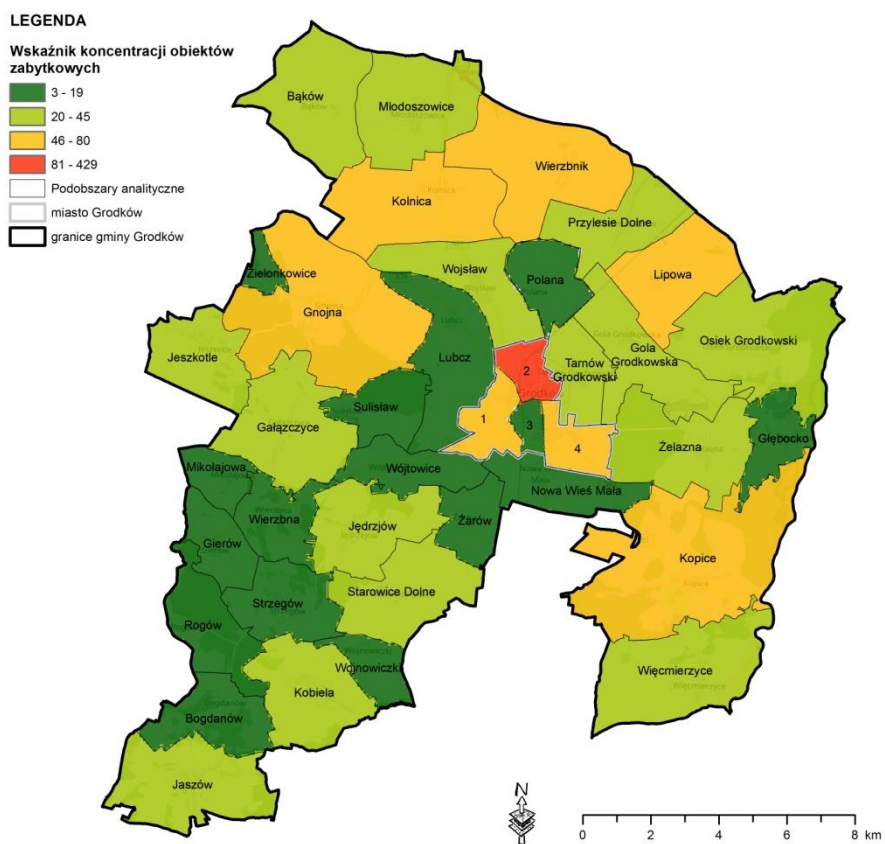 LEGENDA
Wskaźnik koncentracji obiektów
zabytkowych
3 - 19
20 - 45
46 - 80
81 - 429
Podobszary analityczne
miasto Grodków
granice gminy Grodków
Bąków
Młodoszowice
Wierzbnik
Kolnica
Przylesie Dolne
Zielonkowice
Wojsław
Polana
Lipowa
Gnojna
Jeszkotle
Lubcz
Osiek Grodkowski
Gola
Grodkowska
Tarnów
Grodkowski
2
Sulisław
1
3
4
Gałązczyce
Żelazna
Głębocko
Mikołajowa
Wójtowice
Nowa Wieś Mała
Wierzbna
Jędrzjów
Żarów
Gierów
Kopice
Starowice Dolne
Strzegów
Rogów
Wojnowiczki
Więcmierzyce
Kobiela
Bogdanów
Jaszów
N
0 2 4 6 8 km